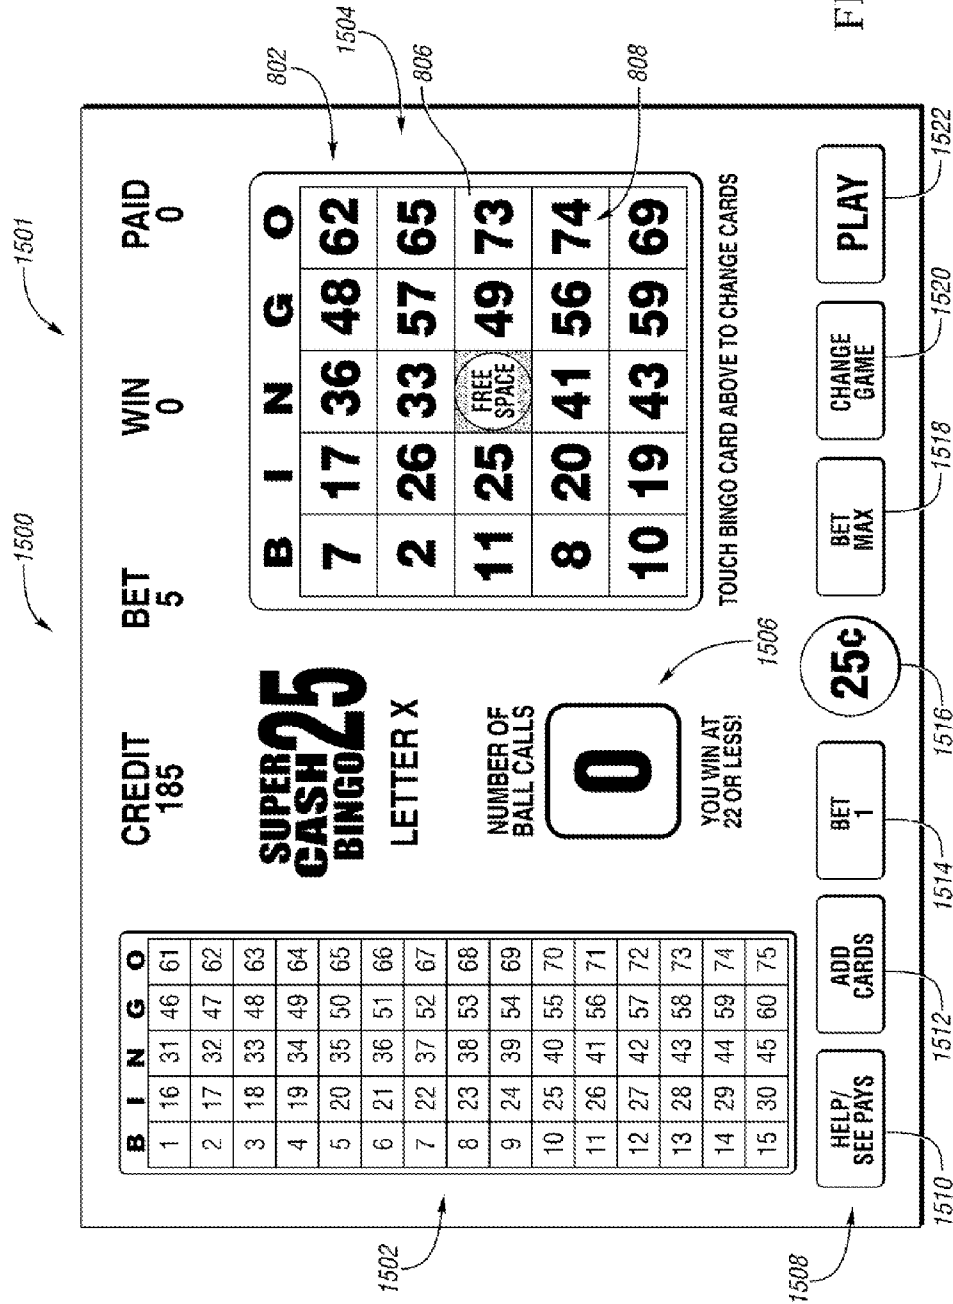 1500
1501
CREDIT
185
BET
5
WIN
0
PAID
0
B I N G O
1 16 31 46 61
2 17 32 47 62
3 18 33 48 63
4 19 34 49 64
5 20 35 50 65
6 21 36 51 66
7 22 37 52 67
8 23 38 53 68
9 24 39 54 69
10 25 40 55 70
11 26 41 56 71
12 27 42 57 72
13 28 43 58 73
14 29 44 59 74
15 30 45 60 75
1502
SUPER
CASH
BINGO
25
LETTER X
NUMBER OF
BALL CALLS
0
YOU WIN AT
22 OR LESS!
1506
B I N G O
7 17 36 48 62
2 26 33 57 65
11 25 FREE SPACE 49 73
8 20 41 56 74
10 19 43 59 69
TOUCH BINGO CARD ABOVE TO CHANGE CARDS
802
1504
806
808
HELP/
SEE PAYS
ADD
CARDS
BET
1
25¢
BET
MAX
CHANGE
GAME
PLAY
1508
1510
1512
1514
1516
1518
1520
1522